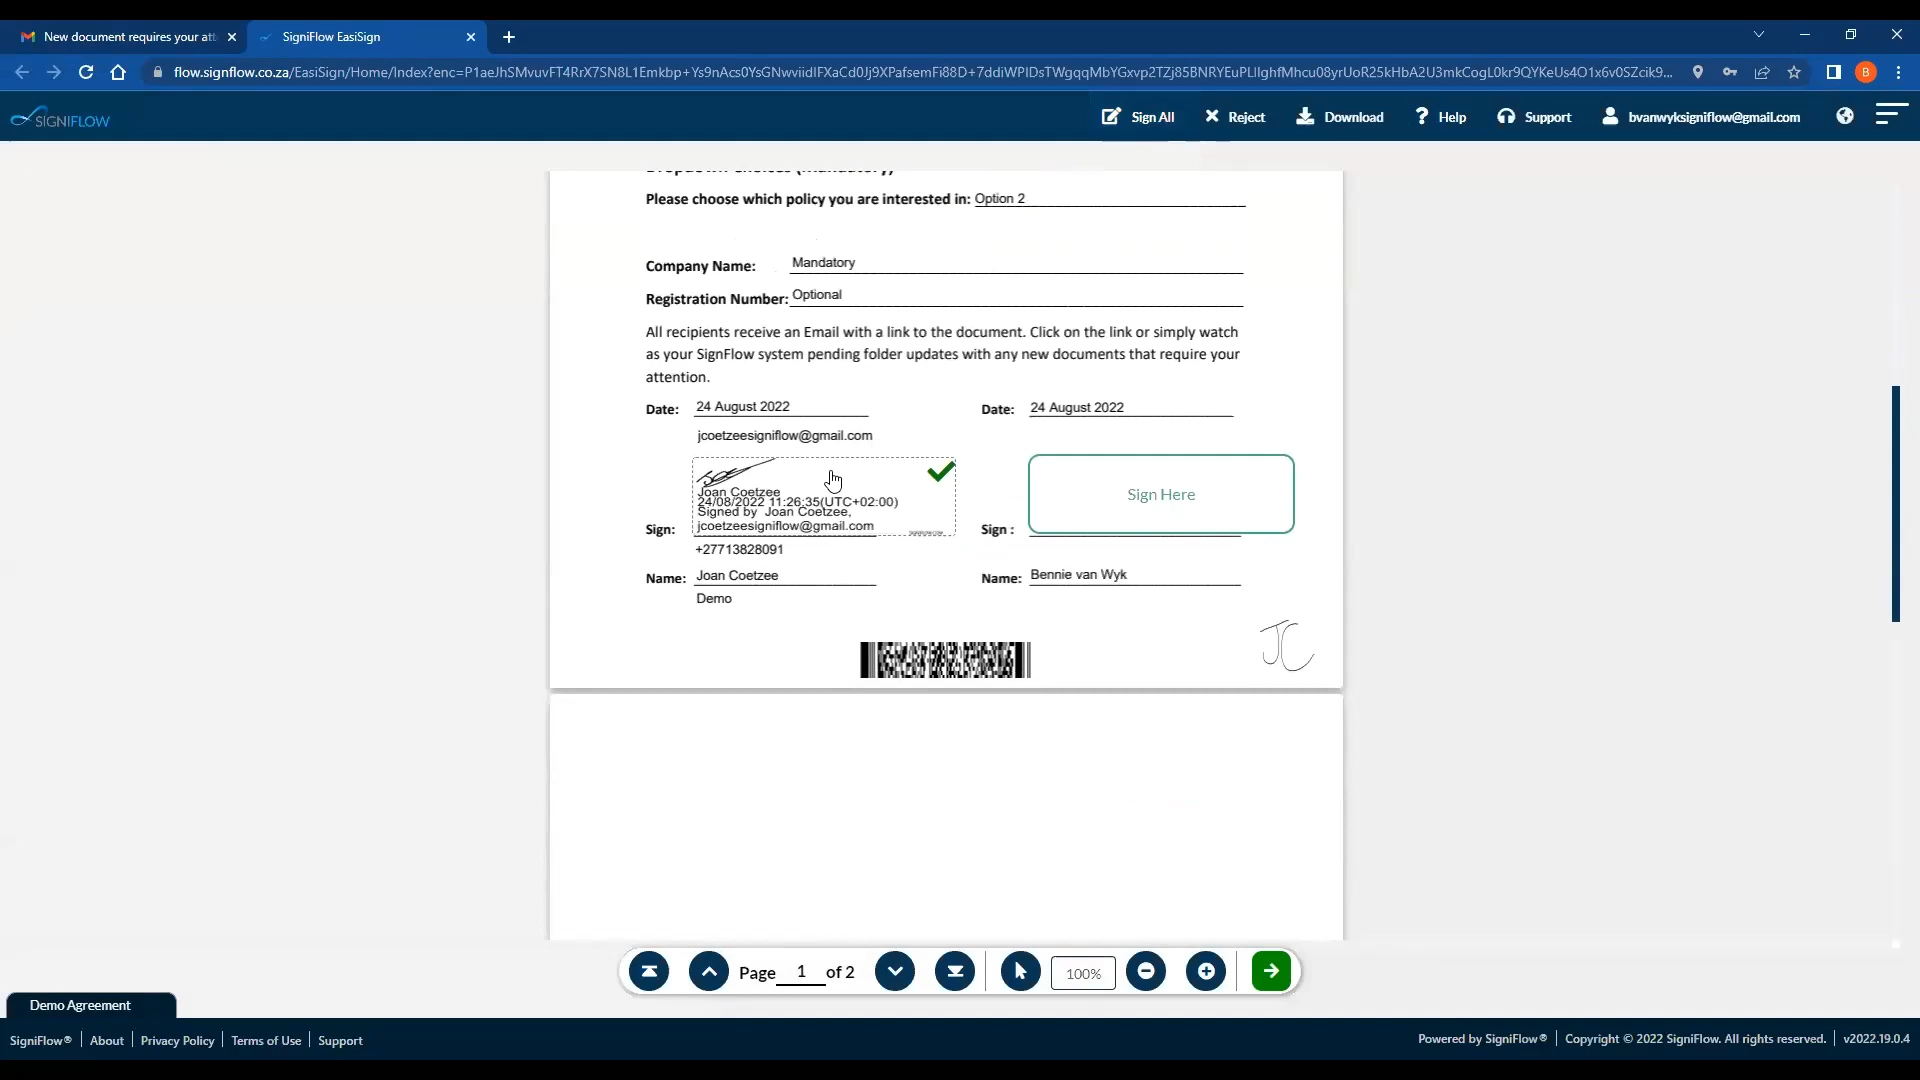 New document requires your att
SigniFlow EasiSign
flow.signflow.co.za/EasiSign/Home/Index?enc=P1aeJhSMvuvFT4RrX7SN8L1Emkbp+Ys9nAcs0YsGNwviidIFXaCd0Jj9XPafsemFi88D+7ddiWPIDsTWgqqMbYGxvp2TZj85BNRYEuPLIlghfMhcu08yrUoR25kHbA2U3mkCogL0kr9QYKeUs4O1x6v0SZcik9...
B
SIGNIFLOW
Sign All
Reject
Download
Help
Support
bvanwyksigniflow@gmail.com
Please choose which policy you are interested in: Option 2
Company Name: Mandatory
Registration Number: Optional
All recipients receive an Email with a link to the document. Click on the link or simply watch
as your SignFlow system pending folder updates with any new documents that require your
attention.
Date: 24 August 2022
Date: 24 August 2022
jcoetzeesigniflow@gmail.com
Joan Coetzee
24/08/2022 11:26:35(UTC+02:00)
Signed by Joan Coetzee,
Sign: jcoetzeesigniflow@gmail.com
Sign Here
Sign :
+27713828091
Name: Joan Coetzee
Name: Bennie van Wyk
Demo
JC
Page 1 of 2
100%
Demo Agreement
SigniFlow® About Privacy Policy Terms of Use Support
Powered by SigniFlow® Copyright © 2022 SigniFlow. All rights reserved. v2022.19.0.4